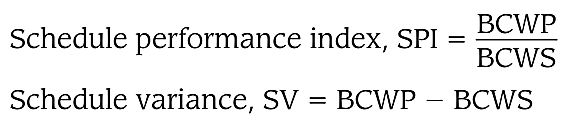 Schedule performance index, SPI = BCWP / BCWS
Schedule variance, SV = BCWP − BCWS